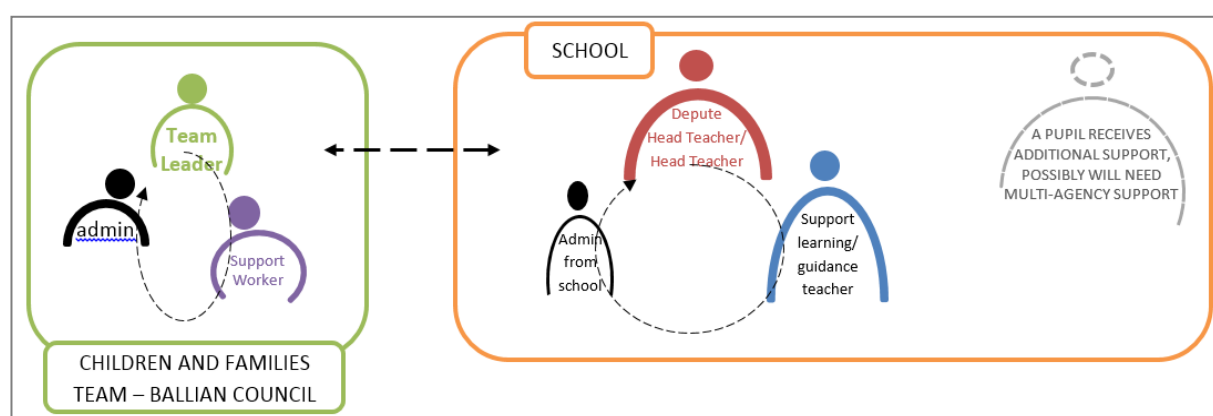 SCHOOL
Team
Leader
admin
Support
Worker
CHILDREN AND FAMILIES
TEAM – BALLIAN COUNCIL
Depute
Head Teacher/
Head Teacher
Admin
from
school
Support
learning/
guidance
teacher
A PUPIL RECEIVES
ADDITIONAL SUPPORT,
POSSIBLY WILL NEED
MULTI-AGENCY SUPPORT